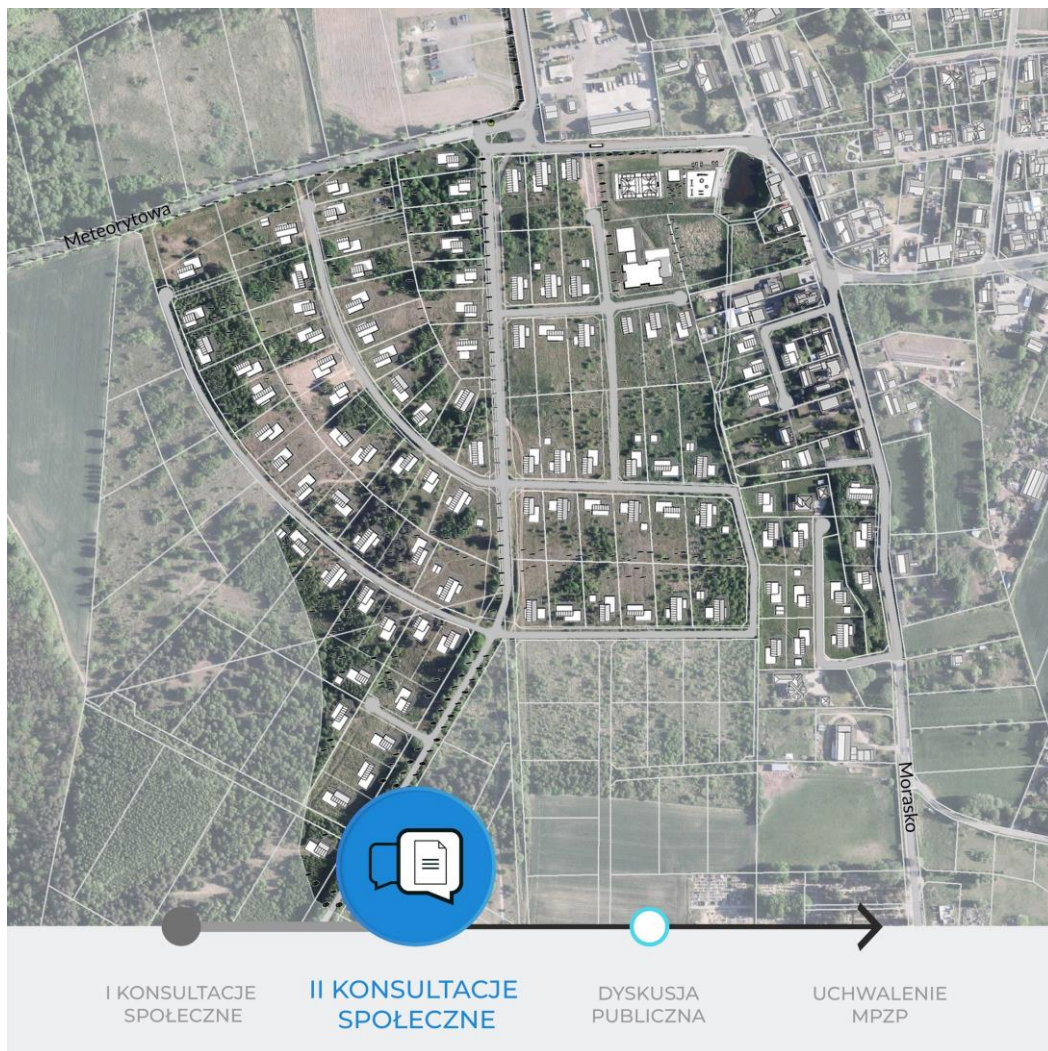 Meteorytowa
Morasko
I KONSULTACJE
SPOŁECZNE
II KONSULTACJE
SPOŁECZNE
DYSKUSJA
PUBLICZNA
UCHWALENIE
MPZP